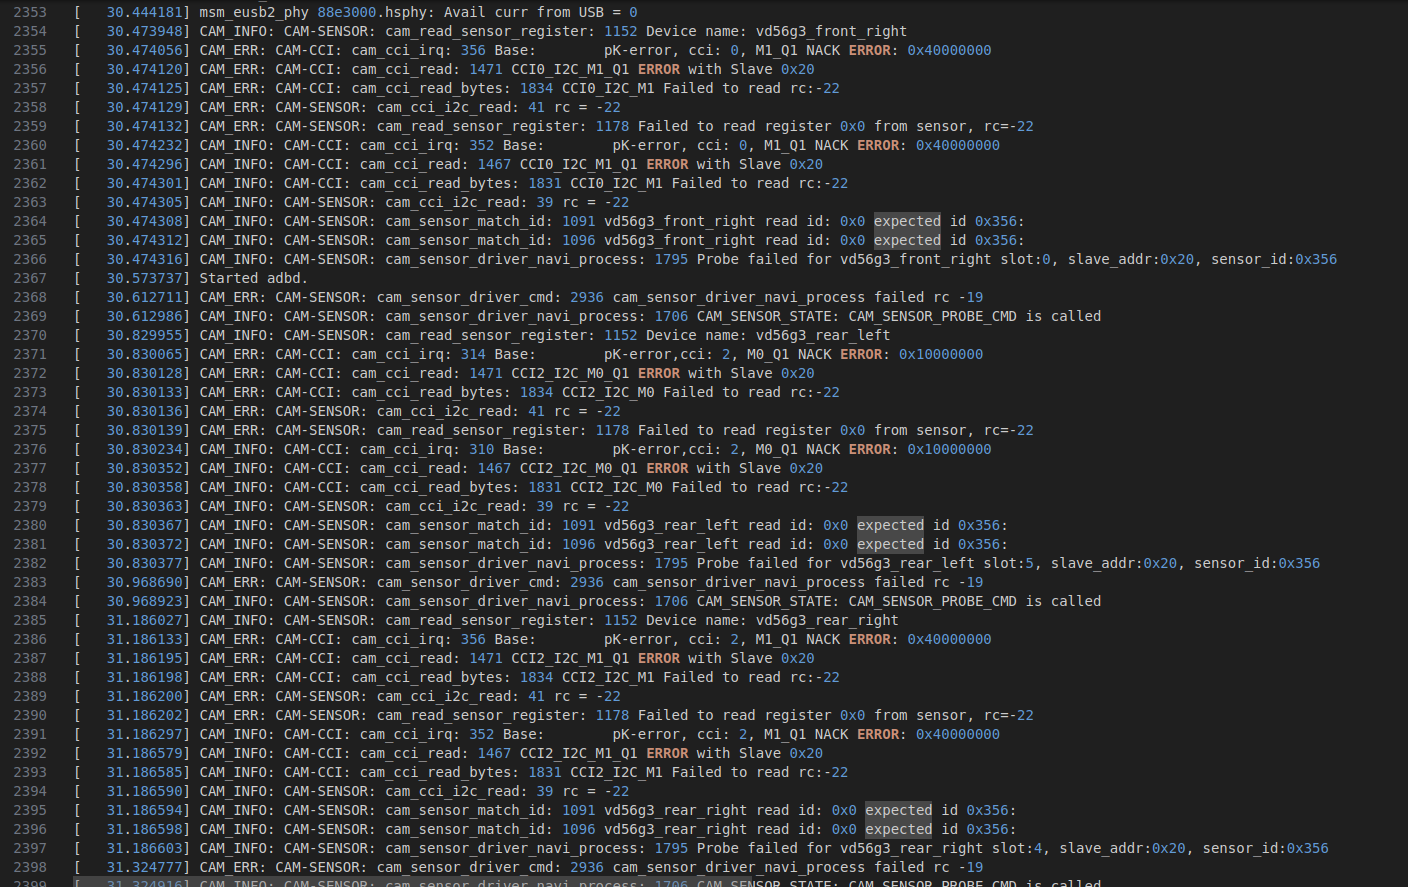 2353 [   30.444181] msm_eusb2_phy 88e3000.hsphy: Avail curr from USB = 0
2354 [   30.473948] CAM_INFO: CAM-SENSOR: cam_read_sensor_register: 1152 Device name: vd56g3_front_right
2355 [   30.474056] CAM_ERR: CAM-CCI: cam_cci_irq: 356 Base:        pK-error, cci: 0, M1_Q1 NACK ERROR: 0x40000000
2356 [   30.474120] CAM_ERR: CAM-CCI: cam_cci_read: 1471 CCI0_I2C_M1_Q1 ERROR with Slave 0x20
2357 [   30.474125] CAM_ERR: CAM-CCI: cam_cci_read_bytes: 1834 CCI0_I2C_M1 Failed to read rc:-22
2358 [   30.474129] CAM_ERR: CAM-SENSOR: cam_cci_i2c_read: 41 rc = -22
2359 [   30.474132] CAM_ERR: CAM-SENSOR: cam_read_sensor_register: 1178 Failed to read register 0x0 from sensor, rc=-22
2360 [   30.474232] CAM_INFO: CAM-CCI: cam_cci_irq: 352 Base:         pK-error, cci: 0, M1_Q1 NACK ERROR: 0x40000000
2361 [   30.474296] CAM_INFO: CAM-CCI: cam_cci_read: 1467 CCI0_I2C_M1_Q1 ERROR with Slave 0x20
2362 [   30.474301] CAM_INFO: CAM-CCI: cam_cci_read_bytes: 1831 CCI0_I2C_M1 Failed to read rc:-22
2363 [   30.474305] CAM_INFO: CAM-SENSOR: cam_cci_i2c_read: 39 rc = -22
2364 [   30.474308] CAM_INFO: CAM-SENSOR: cam_sensor_match_id: 1091 vd56g3_front_right read id: 0x0 expected id 0x356:
2365 [   30.474312] CAM_INFO: CAM-SENSOR: cam_sensor_match_id: 1096 vd56g3_front_right read id: 0x0 expected id 0x356:
2366 [   30.474316] CAM_INFO: CAM-SENSOR: cam_sensor_driver_navi_process: 1795 Probe failed for vd56g3_front_right slot:0, slave_addr:0x20, sensor_id:0x356
2367 [   30.573737] Started adbd.
2368 [   30.612711] CAM_ERR: CAM-SENSOR: cam_sensor_driver_cmd: 2936 cam_sensor_driver_navi_process failed rc -19
2369 [   30.612986] CAM_INFO: CAM-SENSOR: cam_sensor_driver_navi_process: 1706 CAM_SENSOR_STATE: CAM_SENSOR_PROBE_CMD is called
2370 [   30.829955] CAM_INFO: CAM-SENSOR: cam_read_sensor_register: 1152 Device name: vd56g3_rear_left
2371 [   30.830065] CAM_ERR: CAM-CCI: cam_cci_irq: 314 Base:        pK-error,cci: 2, M0_Q1 NACK ERROR: 0x10000000
2372 [   30.830128] CAM_ERR: CAM-CCI: cam_cci_read: 1471 CCI2_I2C_M0_Q1 ERROR with Slave 0x20
2373 [   30.830133] CAM_ERR: CAM-CCI: cam_cci_read_bytes: 1834 CCI2_I2C_M0 Failed to read rc:-22
2374 [   30.830136] CAM_ERR: CAM-SENSOR: cam_cci_i2c_read: 41 rc = -22
2375 [   30.830139] CAM_ERR: CAM-SENSOR: cam_read_sensor_register: 1178 Failed to read register 0x0 from sensor, rc=-22
2376 [   30.830234] CAM_INFO: CAM-CCI: cam_cci_irq: 310 Base:         pK-error,cci: 2, M0_Q1 NACK ERROR: 0x10000000
2377 [   30.830352] CAM_INFO: CAM-CCI: cam_cci_read: 1467 CCI2_I2C_M0_Q1 ERROR with Slave 0x20
2378 [   30.830358] CAM_INFO: CAM-CCI: cam_cci_read_bytes: 1831 CCI2_I2C_M0 Failed to read rc:-22
2379 [   30.830363] CAM_INFO: CAM-SENSOR: cam_cci_i2c_read: 39 rc = -22
2380 [   30.830367] CAM_INFO: CAM-SENSOR: cam_sensor_match_id: 1091 vd56g3_rear_left read id: 0x0 expected id 0x356:
2381 [   30.830372] CAM_INFO: CAM-SENSOR: cam_sensor_match_id: 1096 vd56g3_rear_left read id: 0x0 expected id 0x356:
2382 [   30.830377] CAM_INFO: CAM-SENSOR: cam_sensor_driver_navi_process: 1795 Probe failed for vd56g3_rear_left slot:5, slave_addr:0x20, sensor_id:0x356
2383 [   30.968690] CAM_ERR: CAM-SENSOR: cam_sensor_driver_cmd: 2936 cam_sensor_driver_navi_process failed rc -19
2384 [   30.968923] CAM_INFO: CAM-SENSOR: cam_sensor_driver_navi_process: 1706 CAM_SENSOR_STATE: CAM_SENSOR_PROBE_CMD is called
2385 [   31.186027] CAM_INFO: CAM-SENSOR: cam_read_sensor_register: 1152 Device name: vd56g3_rear_right
2386 [   31.186133] CAM_ERR: CAM-CCI: cam_cci_irq: 356 Base:        pK-error, cci: 2, M1_Q1 NACK ERROR: 0x40000000
2387 [   31.186195] CAM_ERR: CAM-CCI: cam_cci_read: 1471 CCI2_I2C_M1_Q1 ERROR with Slave 0x20
2388 [   31.186198] CAM_ERR: CAM-CCI: cam_cci_read_bytes: 1834 CCI2_I2C_M1 Failed to read rc:-22
2389 [   31.186200] CAM_ERR: CAM-SENSOR: cam_cci_i2c_read: 41 rc = -22
2390 [   31.186202] CAM_ERR: CAM-SENSOR: cam_read_sensor_register: 1178 Failed to read register 0x0 from sensor, rc=-22
2391 [   31.186297] CAM_INFO: CAM-CCI: cam_cci_irq: 352 Base:         pK-error, cci: 2, M1_Q1 NACK ERROR: 0x40000000
2392 [   31.186579] CAM_INFO: CAM-CCI: cam_cci_read: 1467 CCI2_I2C_M1_Q1 ERROR with Slave 0x20
2393 [   31.186585] CAM_INFO: CAM-CCI: cam_cci_read_bytes: 1831 CCI2_I2C_M1 Failed to read rc:-22
2394 [   31.186590] CAM_INFO: CAM-SENSOR: cam_cci_i2c_read: 39 rc = -22
2395 [   31.186594] CAM_INFO: CAM-SENSOR: cam_sensor_match_id: 1091 vd56g3_rear_right read id: 0x0 expected id 0x356:
2396 [   31.186598] CAM_INFO: CAM-SENSOR: cam_sensor_match_id: 1096 vd56g3_rear_right read id: 0x0 expected id 0x356:
2397 [   31.186603] CAM_INFO: CAM-SENSOR: cam_sensor_driver_navi_process: 1795 Probe failed for vd56g3_rear_right slot:4, slave_addr:0x20, sensor_id:0x356
2398 [   31.324777] CAM_ERR: CAM-SENSOR: cam_sensor_driver_cmd: 2936 cam_sensor_driver_navi_process failed rc -19
2399 [   31.324916] CAM_INFO: CAM-SENSOR: cam_sensor_driver_navi_process: 1706 CAM_SENSOR_STATE: CAM_SENSOR_PROBE_CMD is called